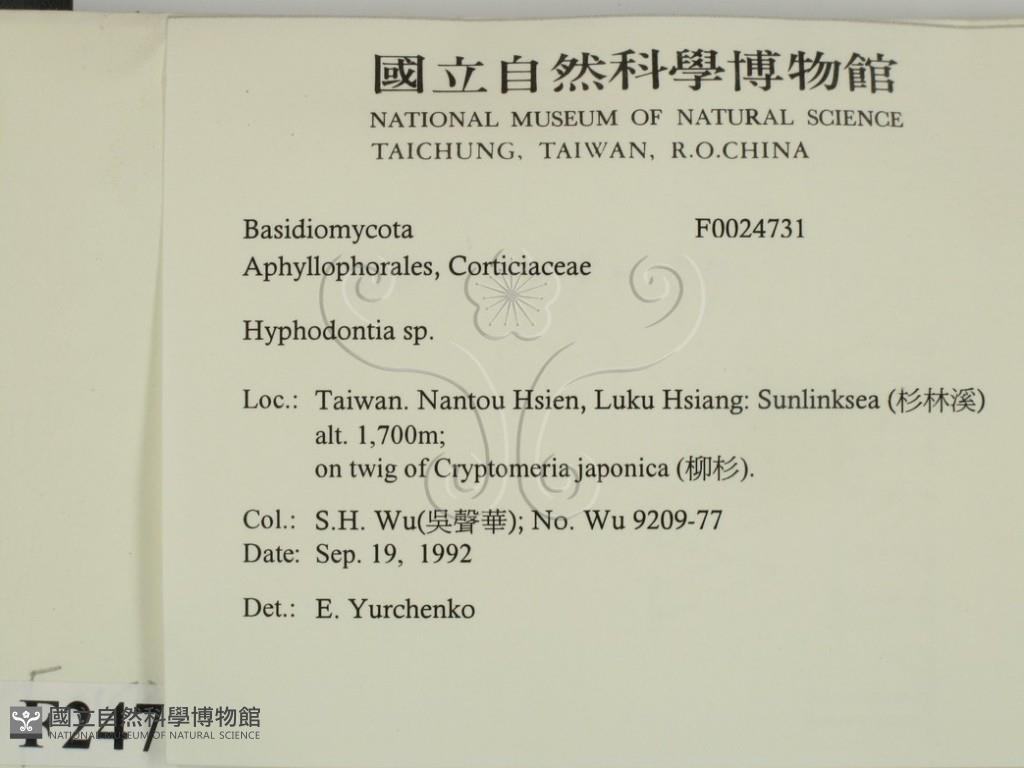 國立自然科學博物館
NATIONAL MUSEUM OF NATURAL SCIENCE
TAICHUNG, TAIWAN, R.O.CHINA
Basidiomycota F0024731
Aphyllophorales, Corticiaceae
Hyphodontia sp.
Loc.: Taiwan. Nantou Hsien, Luku Hsiang: Sunlinksea (杉林溪)
alt. 1,700m;
on twig of Cryptomeria japonica (柳杉).
Col.: S.H. Wu(吳聲華); No. Wu 9209-77
Date: Sep. 19, 1992
Det.: E. Yurchenko
F247
國立自然科學博物館
NATIONAL MUSEUM OF NATURAL SCIENCE